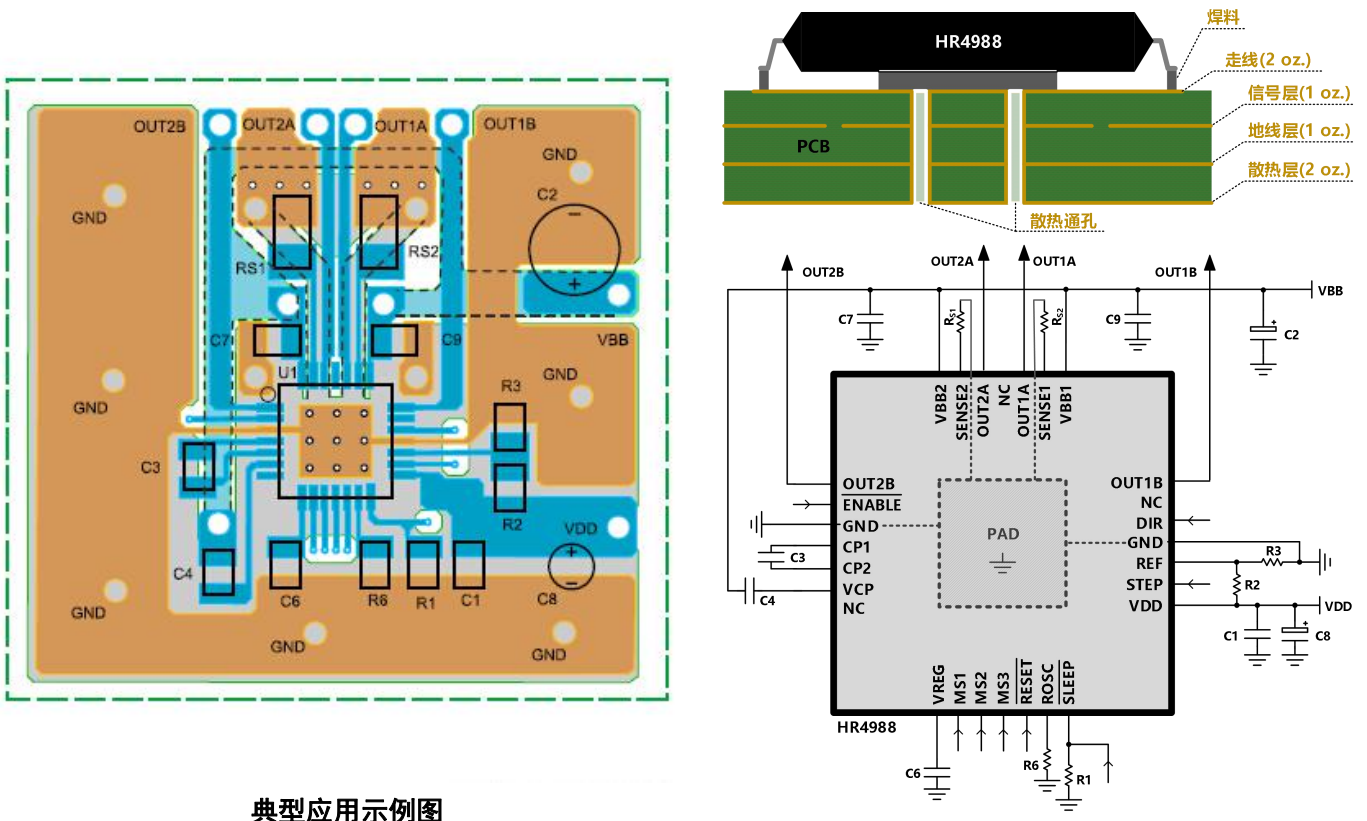 OUT2B
OUT2A
OUT1A
OUT1B
GND
C2
GND
RS1
RS2
C7
C9
VBB
U1
GND
R3
GND
C3
R2
VDD
C4
C6
R6
R1
C1
C8
GND
GND
GND
典型应用示例图
HR4988
焊料
走线(2 oz.)
信号层(1 oz.)
PCB
地线层(1 oz.)
散热层(2 oz.)
散热通孔
OUT2B
OUT2A
OUT1A
OUT1B
VBB
C7
RS1
RS2
C9
C2
VBB2
SENSE2
OUT2A
NC
OUT1A
SENSE1
VBB1
OUT2B
ENABLE
GND
CP1
CP2
VCP
NC
C3
C4
PAD
OUT1B
NC
DIR
GND
REF
STEP
VDD
R3
R2
VDD
C1
C8
VREG
MS1
MS2
MS3
RESET
ROSC
SLEEP
HR4988
C6
R6
R1